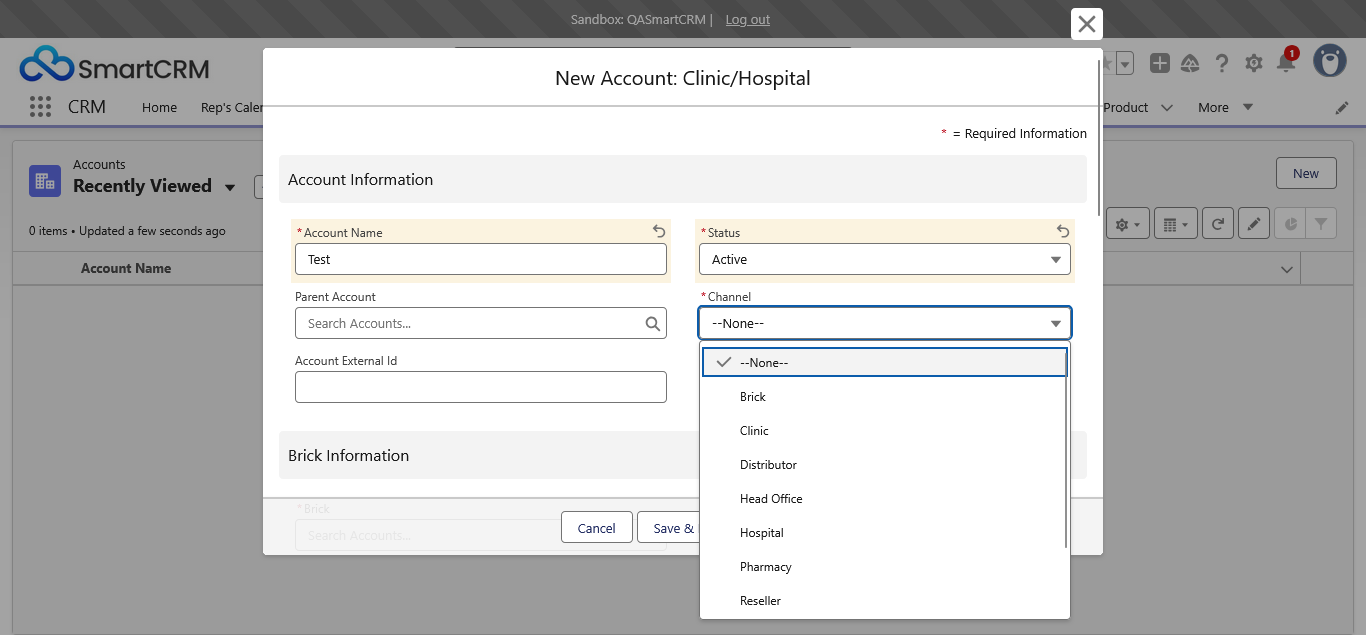 Sandbox: QASmartCRM | Log out
SmartCRM
1
CRM Home Rep's Caler
Product More
Accounts
Recently Viewed
New
0 items • Updated a few seconds ago
Account Name
New Account: Clinic/Hospital
* = Required Information
Account Information
*Account Name
Test
*Status
Active
Parent Account
Search Accounts...
*Channel
--None--
Account External Id
--None--
Brick
Clinic
Distributor
Head Office
Hospital
Pharmacy
Reseller
Brick Information
*Brick
Search Accounts...
Cancel
Save &